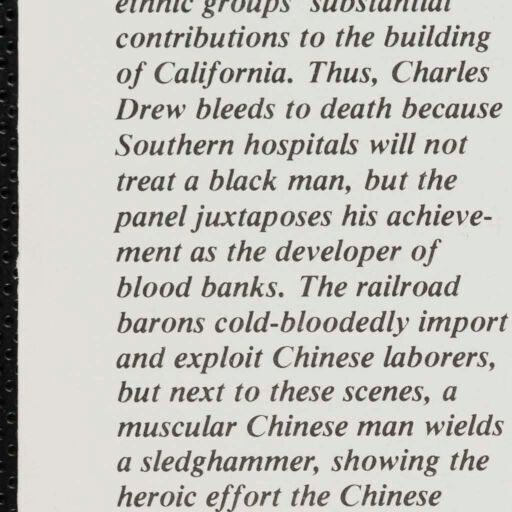 ethnic groups' substantial
contributions to the building
of California. Thus, Charles
Drew bleeds to death because
Southern hospitals will not
treat a black man, but the
panel juxtaposes his achieve-
ment as the developer of
blood banks. The railroad
barons cold-bloodedly import
and exploit Chinese laborers,
but next to these scenes, a
muscular Chinese man wields
a sledghammer, showing the
heroic effort the Chinese